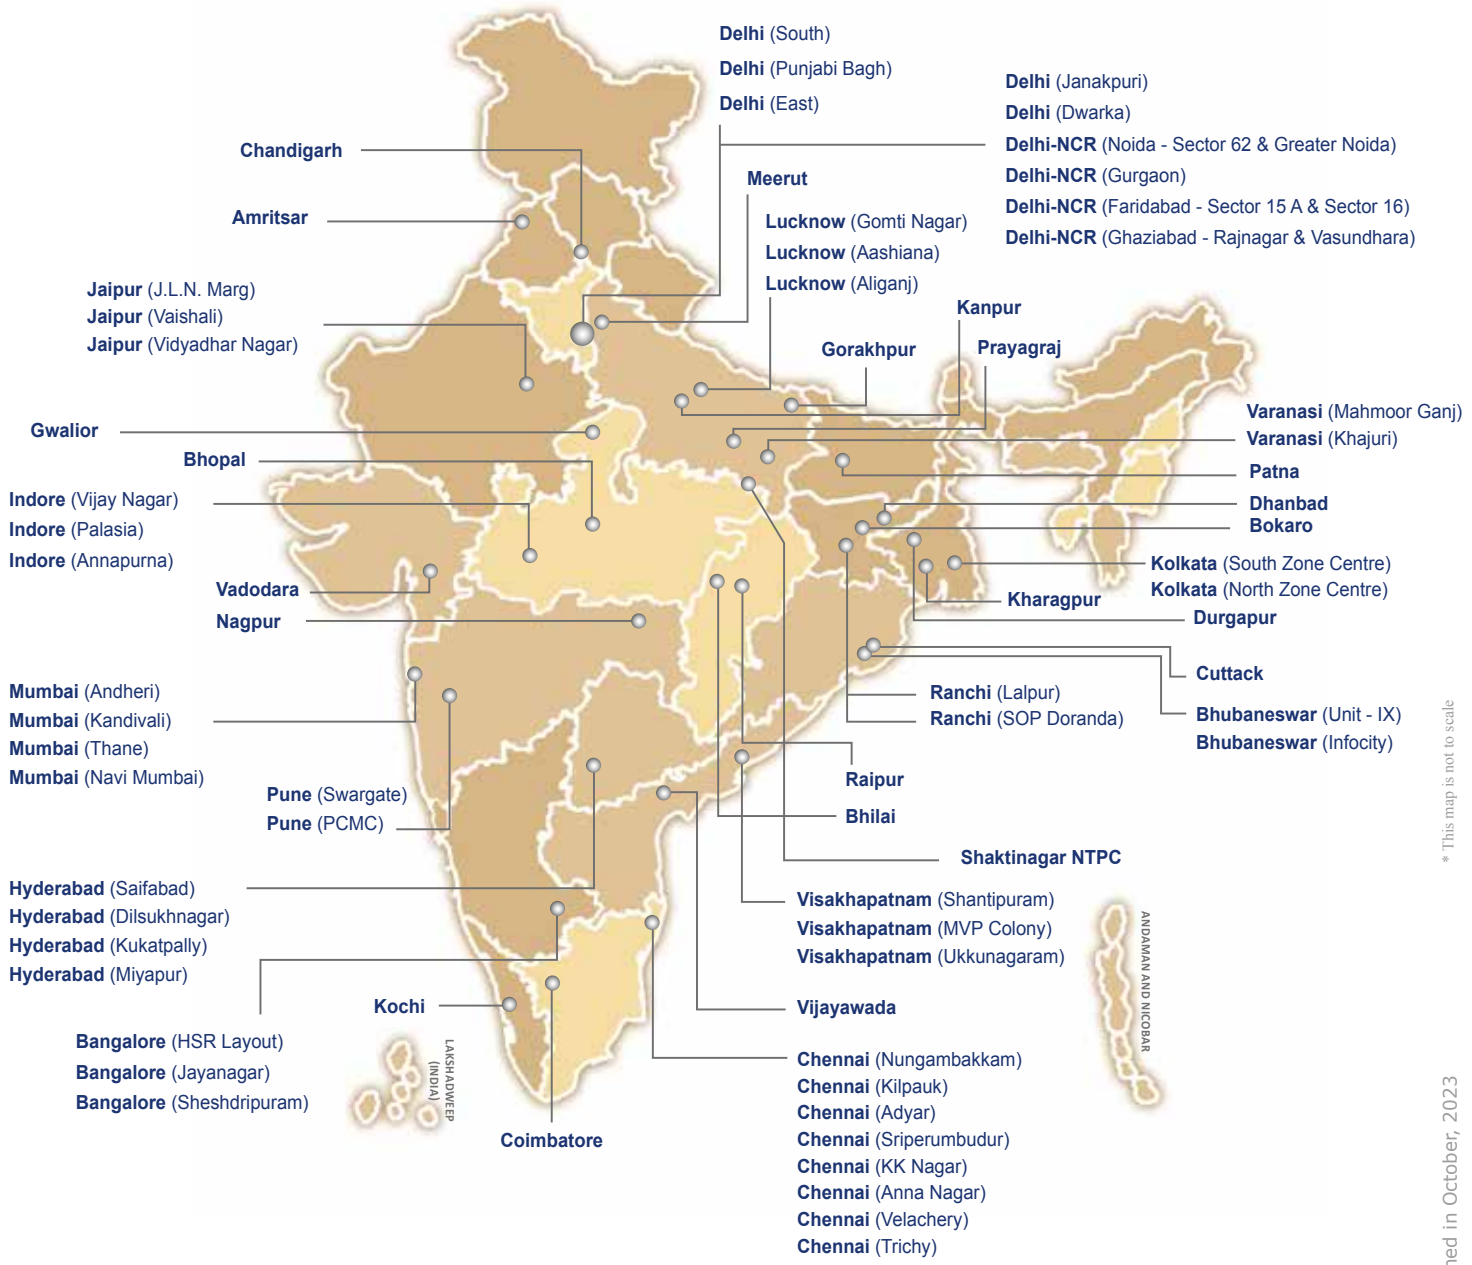 Delhi (South)
Delhi (Punjabi Bagh)
Delhi (East)
Delhi (Janakpuri)
Delhi (Dwarka)
Delhi-NCR (Noida - Sector 62 & Greater Noida)
Delhi-NCR (Gurgaon)
Delhi-NCR (Faridabad - Sector 15 A & Sector 16)
Delhi-NCR (Ghaziabad - Rajnagar & Vasundhara)
Chandigarh
Meerut
Amritsar
Lucknow (Gomti Nagar)
Lucknow (Aashiana)
Lucknow (Aliganj)
Jaipur (J.L.N. Marg)
Jaipur (Vaishali)
Jaipur (Vidyadhar Nagar)
Kanpur
Gorakhpur
Prayagraj
Gwalior
Bhopal
Varanasi (Mahmoor Ganj)
Varanasi (Khajuri)
Patna
Dhanbad
Bokaro
Indore (Vijay Nagar)
Indore (Palasia)
Indore (Annapurna)
Kolkata (South Zone Centre)
Kolkata (North Zone Centre)
Vadodara
Kharagpur
Nagpur
Durgapur
Cuttack
Mumbai (Andheri)
Mumbai (Kandivali)
Mumbai (Thane)
Mumbai (Navi Mumbai)
Ranchi (Lalpur)
Ranchi (SOP Doranda)
Bhubaneswar (Unit - IX)
Bhubaneswar (Infocity)
Raipur
Pune (Swargate)
Pune (PCMC)
Bhilai
* This map is not to scale
Shaktinagar NTPC
Hyderabad (Saifabad)
Hyderabad (Dilsukhnagar)
Hyderabad (Kukatpally)
Hyderabad (Miyapur)
Visakhapatnam (Shantipuram)
Visakhapatnam (MVP Colony)
Visakhapatnam (Ukkunagaram)
ANDAMAN AND NICOBAR
Kochi
Vijayawada
Bangalore (HSR Layout)
Bangalore (Jayanagar)
Bangalore (Sheshdripuram)
LAKSHADWEEP
(INDIA)
Coimbatore
Chennai (Nungambakkam)
Chennai (Kilpauk)
Chennai (Adyar)
Chennai (Sriperumbudur)
Chennai (KK Nagar)
Chennai (Anna Nagar)
Chennai (Velachery)
Chennai (Trichy)
in October, 2023